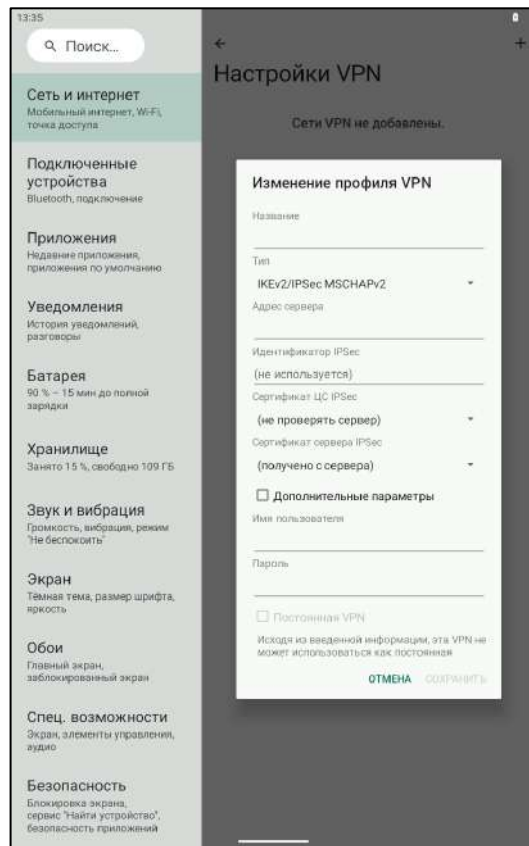 13:35
Поиск...
Сеть и интернет
Мобильный интернет, Wi-Fi,
точка доступа
Подключенные
устройства
Bluetooth, подключение
Приложения
Недавние приложения,
приложения по умолчанию
Уведомления
История уведомлений,
разговоры
Батарея
90 % – 15 мин до полной
зарядки
Хранилище
Занято 15 %, свободно 109 ГБ
Звук и вибрация
Громкость, вибрация, режим
"Не беспокоить"
Экран
Тёмная тема, размер шрифта,
яркость
Обои
Главный экран,
заблокированный экран
Спец. возможности
Экран, элементы управления,
аудио
Безопасность
Блокировка экрана,
сервис "Найти устройство",
безопасность приложений
Настройки VPN
Сети VPN не добавлены.
Изменение профиля VPN
Название
Тип
IKEv2/IPSec MSCHAPv2
Адрес сервера
Идентификатор IPSec
(не используется)
Сертификат ЦС IPSec
(не проверять сервер)
Сертификат сервера IPSec
(получено с сервера)
Дополнительные параметры
Имя пользователя
Пароль
Постоянная VPN
Исходя из введенной информации, эта VPN не
может использоваться как постоянная
ОТМЕНА СОХРАНИТЬ